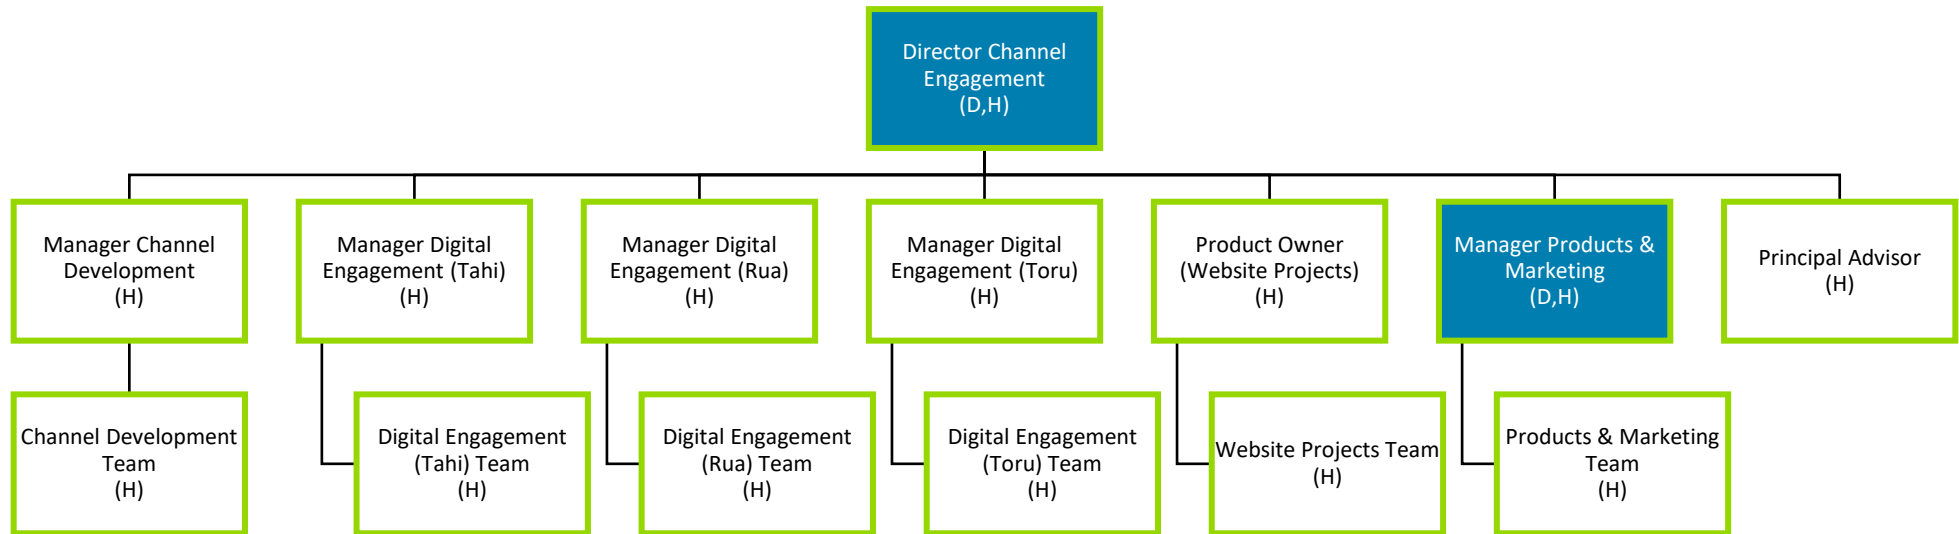 Director Channel
Engagement
(D,H)
Manager Channel
Development
(H)
Manager Digital
Engagement (Tahi)
(H)
Manager Digital
Engagement (Rua)
(H)
Manager Digital
Engagement (Toru)
(H)
Product Owner
(Website Projects)
(H)
Manager Products &
Marketing
(D,H)
Principal Advisor
(H)
Channel Development
Team
(H)
Digital Engagement
(Tahi) Team
(H)
Digital Engagement
(Rua) Team
(H)
Digital Engagement
(Toru) Team
(H)
Website Projects Team
(H)
Products & Marketing
Team
(H)